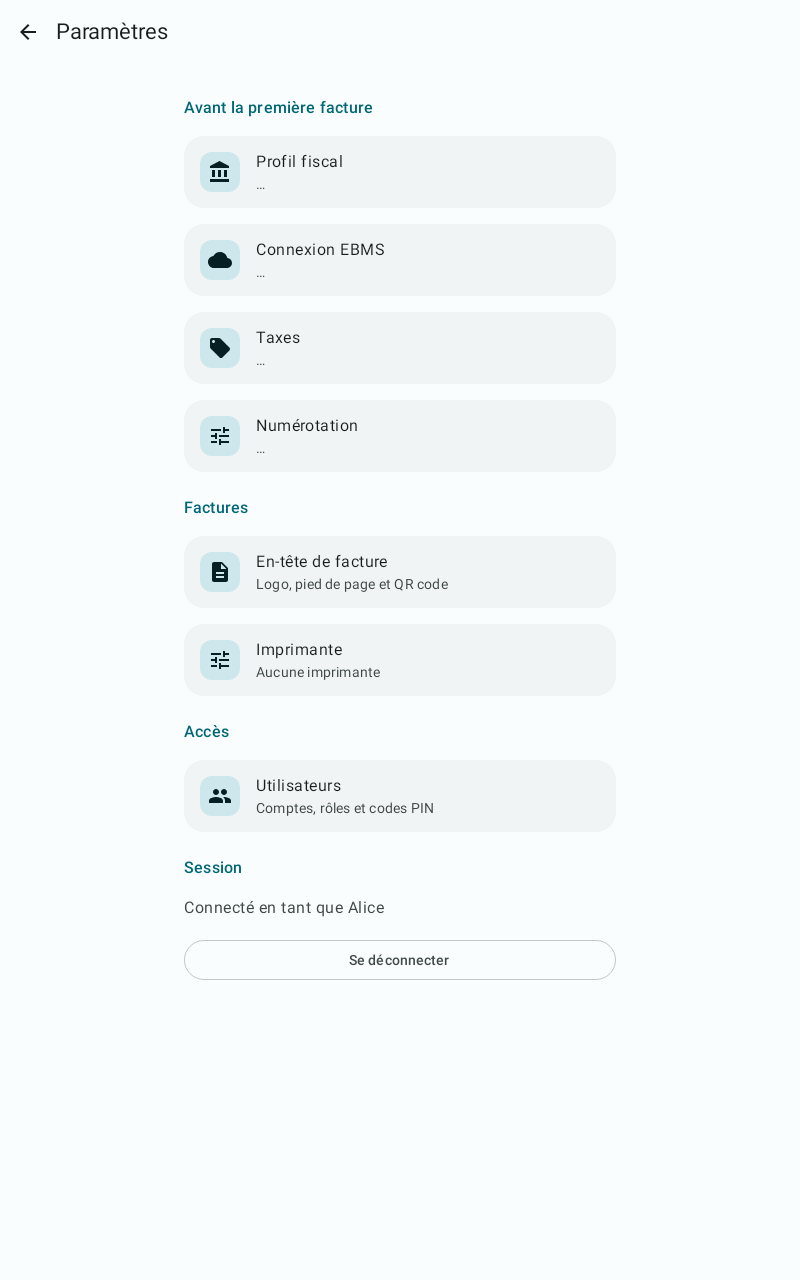 Paramètres
Avant la première facture
Profil fiscal
...
Connexion EBMS
...
Taxes
...
Numérotation
...
Factures
En-tête de facture
Logo, pied de page et QR code
Imprimante
Aucune imprimante
Accès
Utilisateurs
Comptes, rôles et codes PIN
Session
Connecté en tant que Alice
Se déconnecter